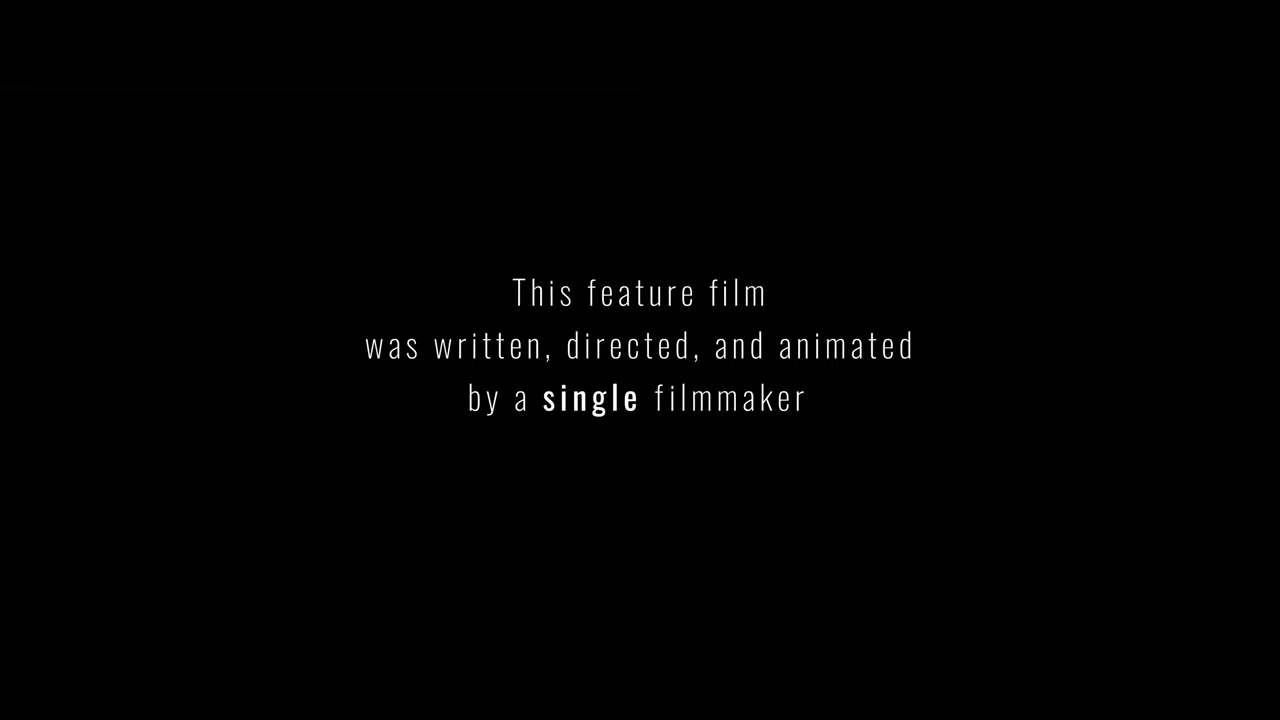 This feature film
was written, directed, and animated
by a single filmmaker